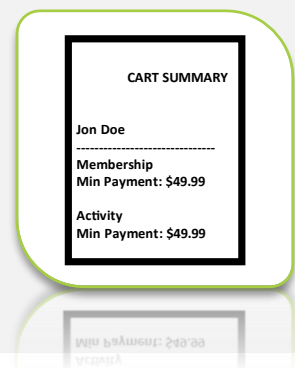 CART SUMMARY
Jon Doe
-------------------------------
Membership
Min Payment: $49.99
Activity
Min Payment: $49.99